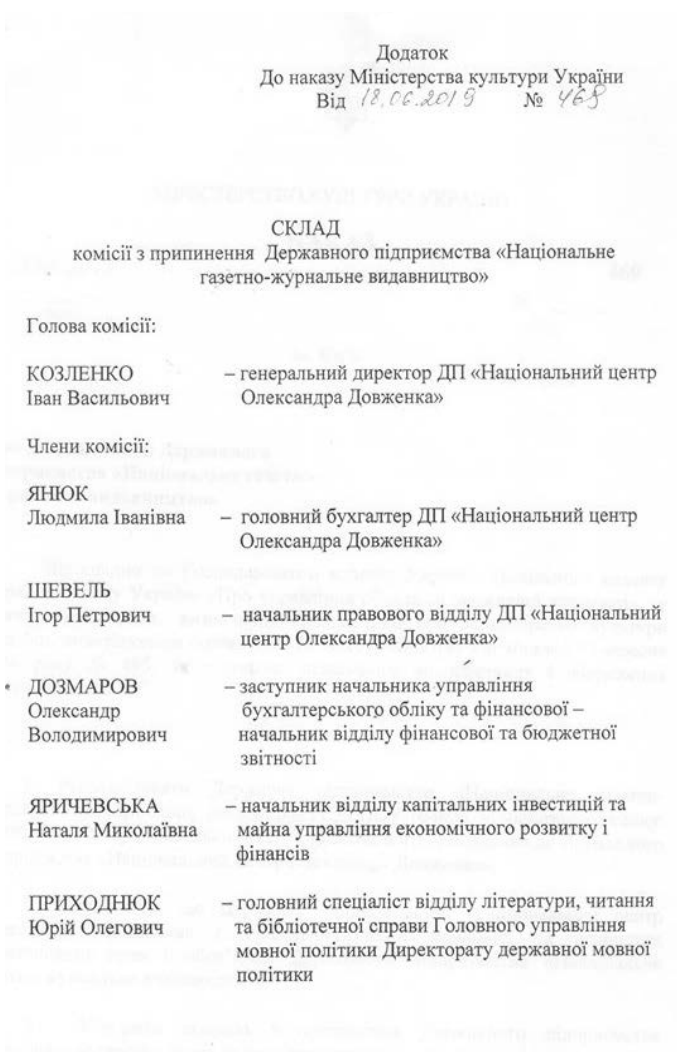 Додаток
До наказу Міністерства культури України
Від 18.06.2019 № 468
СКЛАД
комісії з припинення Державного підприємства «Національне
газетно-журнальне видавництво»
Голова комісії:
КОЗЛЕНКО – генеральний директор ДП «Національний центр
Іван Васильович Олександра Довженка»
Члени комісії:
ЯНЮК
Людмила Іванівна – головний бухгалтер ДП «Національний центр
Олександра Довженка»
ШЕВЕЛЬ
Ігор Петрович – начальник правового відділу ДП «Національний
центр Олександра Довженка»
ДОЗМАРОВ – заступник начальника управління
Олександр бухгалтерського обліку та фінансової –
Володимирович начальник відділу фінансової та бюджетної
звітності
ЯРИЧЕВСЬКА – начальник відділу капітальних інвестицій та
Наталя Миколаївна майна управління економічного розвитку і
фінансів
ПРИХОДНЮК – головний спеціаліст відділу літератури, читання
Юрій Олегович та бібліотечної справи Головного управління
мовної політики Директорату державної мовної
політики